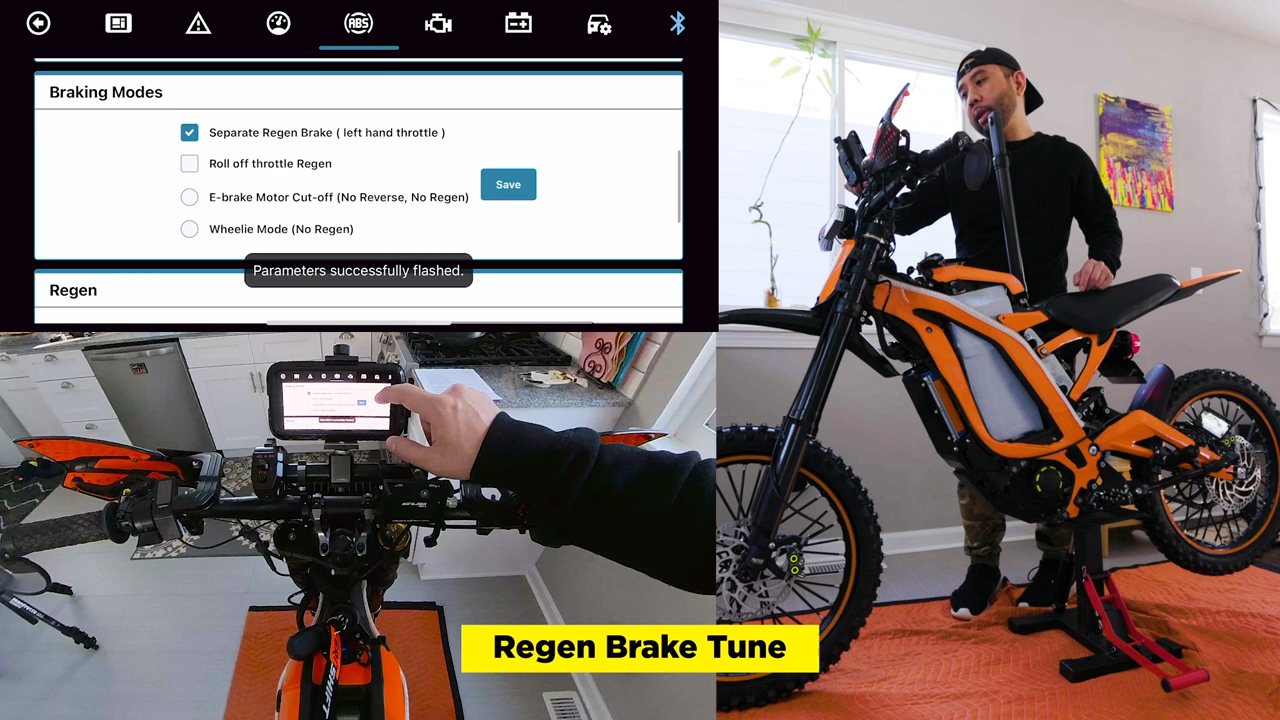 ABS
Braking Modes
Separate Regen Brake ( left hand throttle )
Roll off throttle Regen
E-brake Motor Cut-off (No Reverse, No Regen)
Save
Wheelie Mode (No Regen)
Parameters successfully flashed.
Regen
Regen Brake Tune